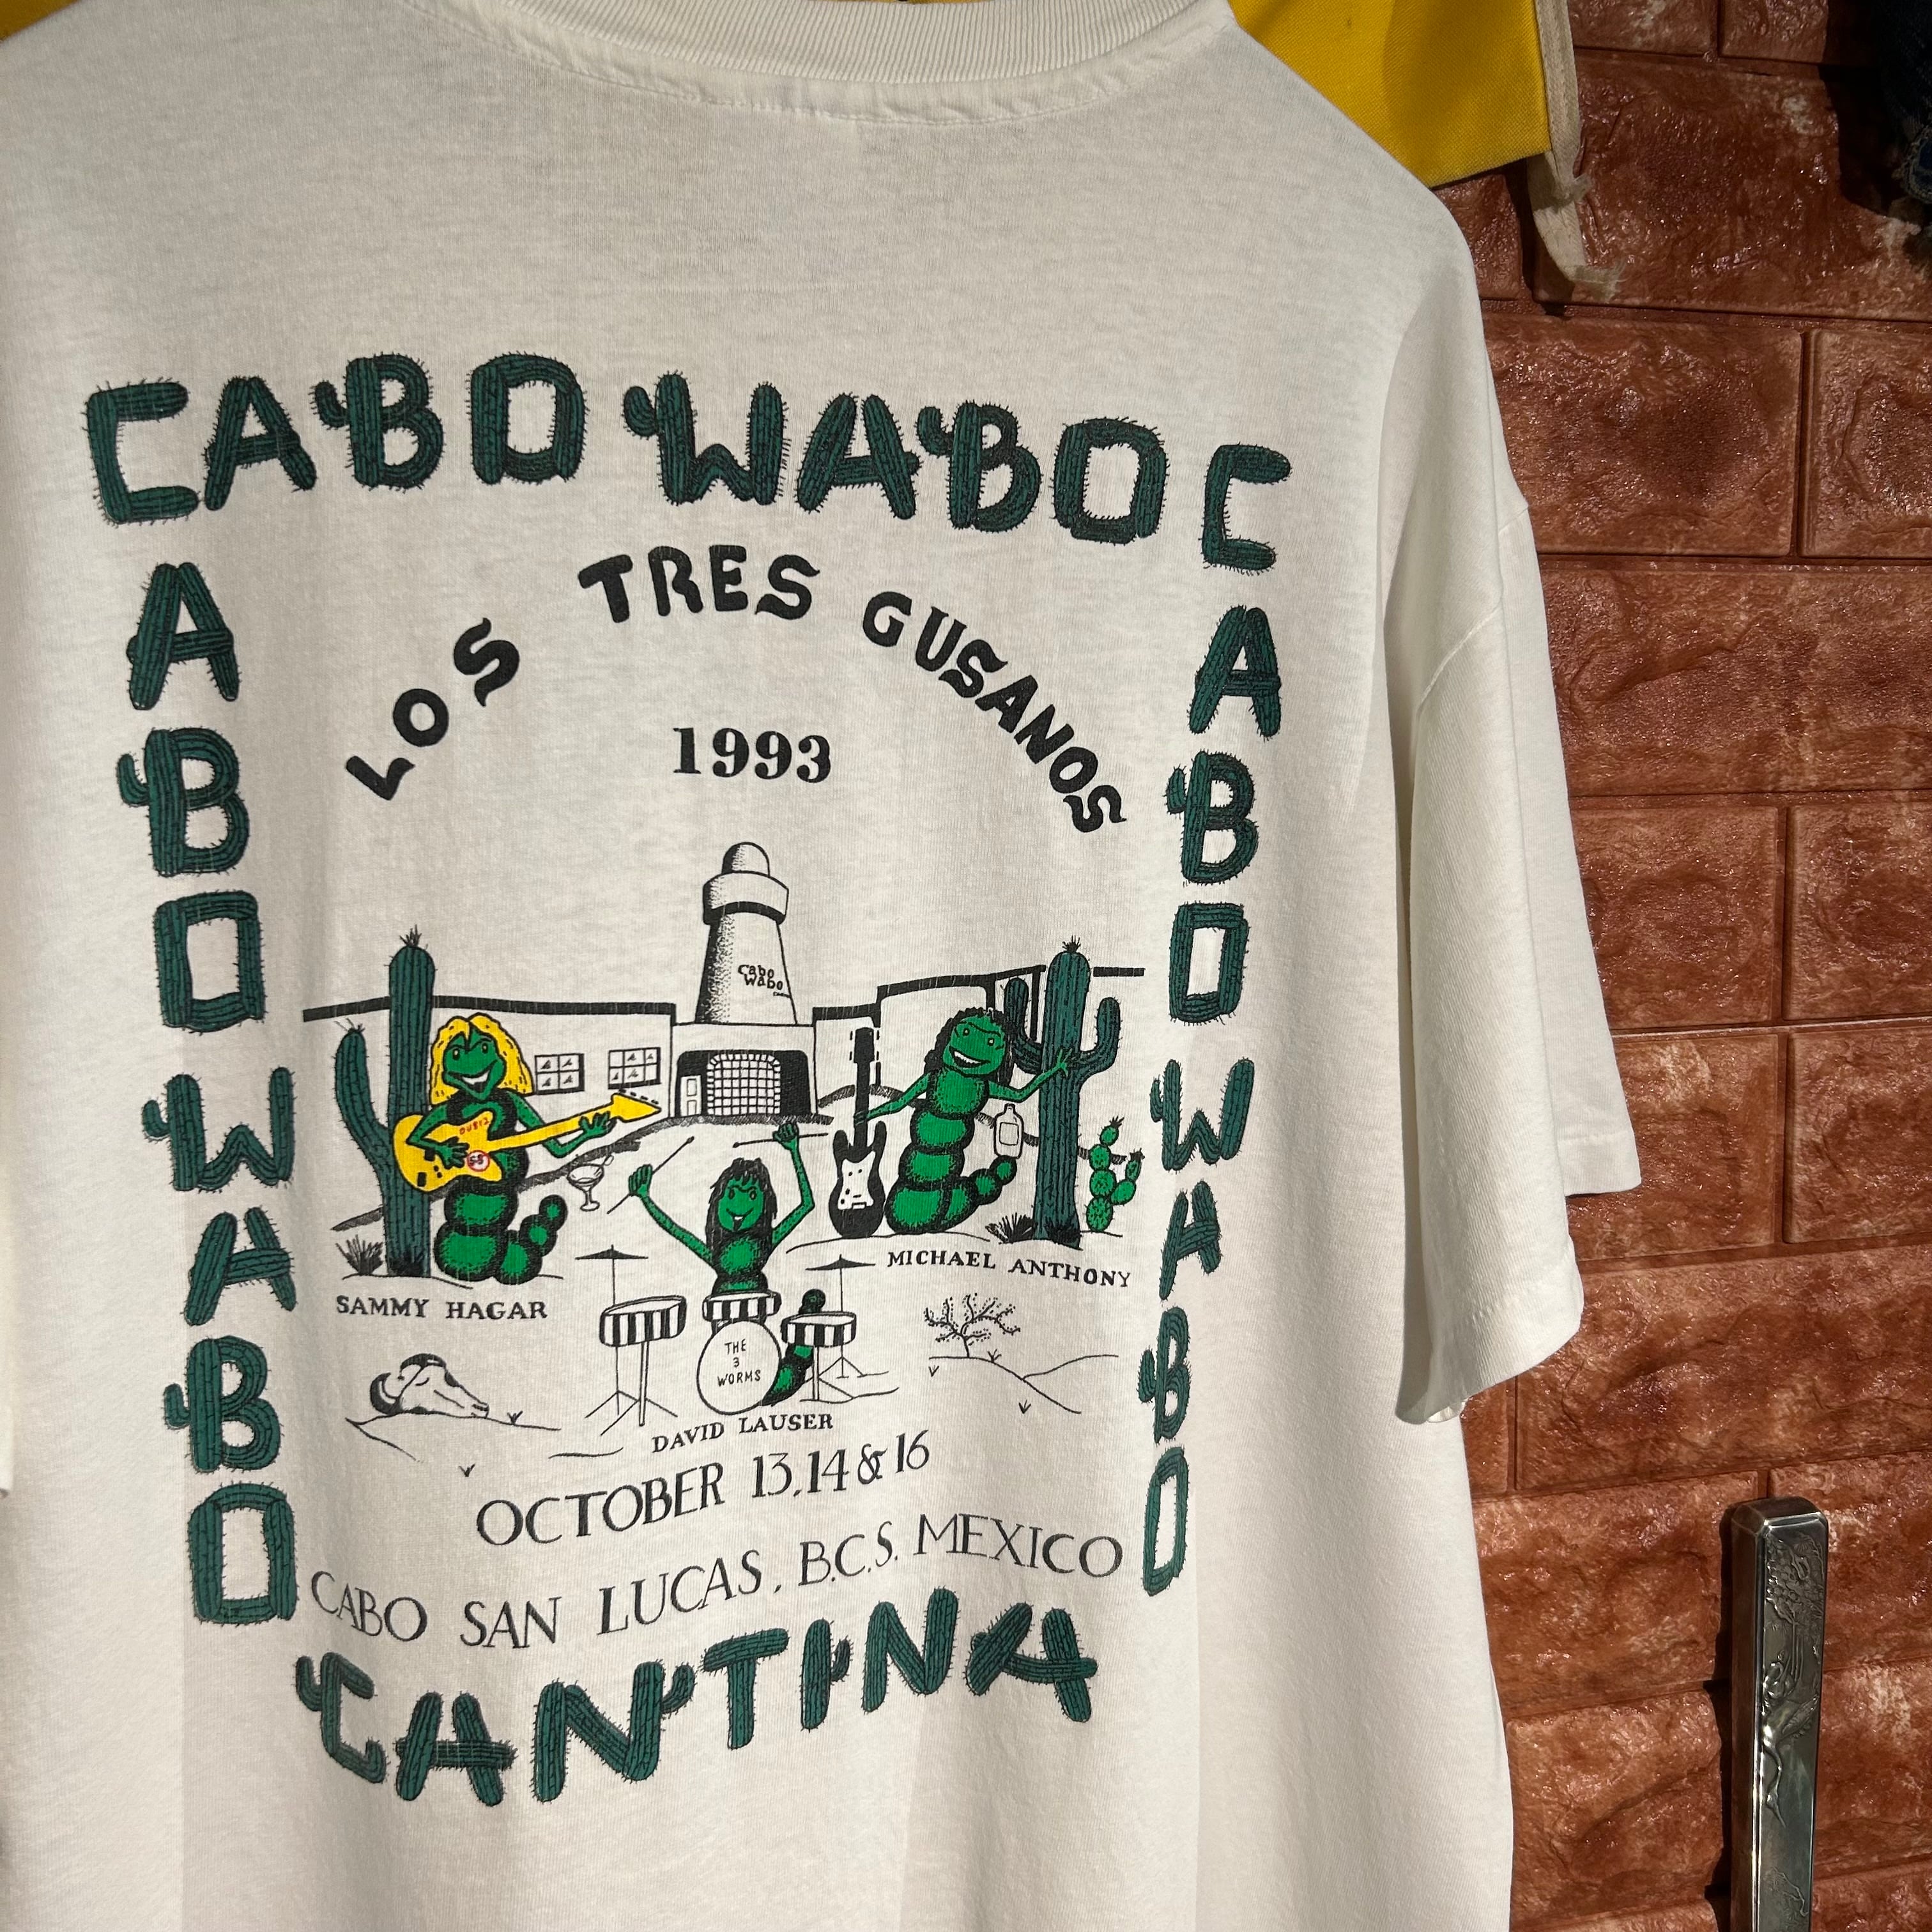 CABO WABO
CABO WABO
CABO WABO
LOS TRES GUSANOS
1993
Cabo
Wabo
SAMMY HAGAR
MICHAEL ANTHONY
THE
3
WORMS
DAVID LAUSER
OCTOBER 13, 14 & 16
CABO SAN LUCAS, B.C.S. MEXICO
CANTINA